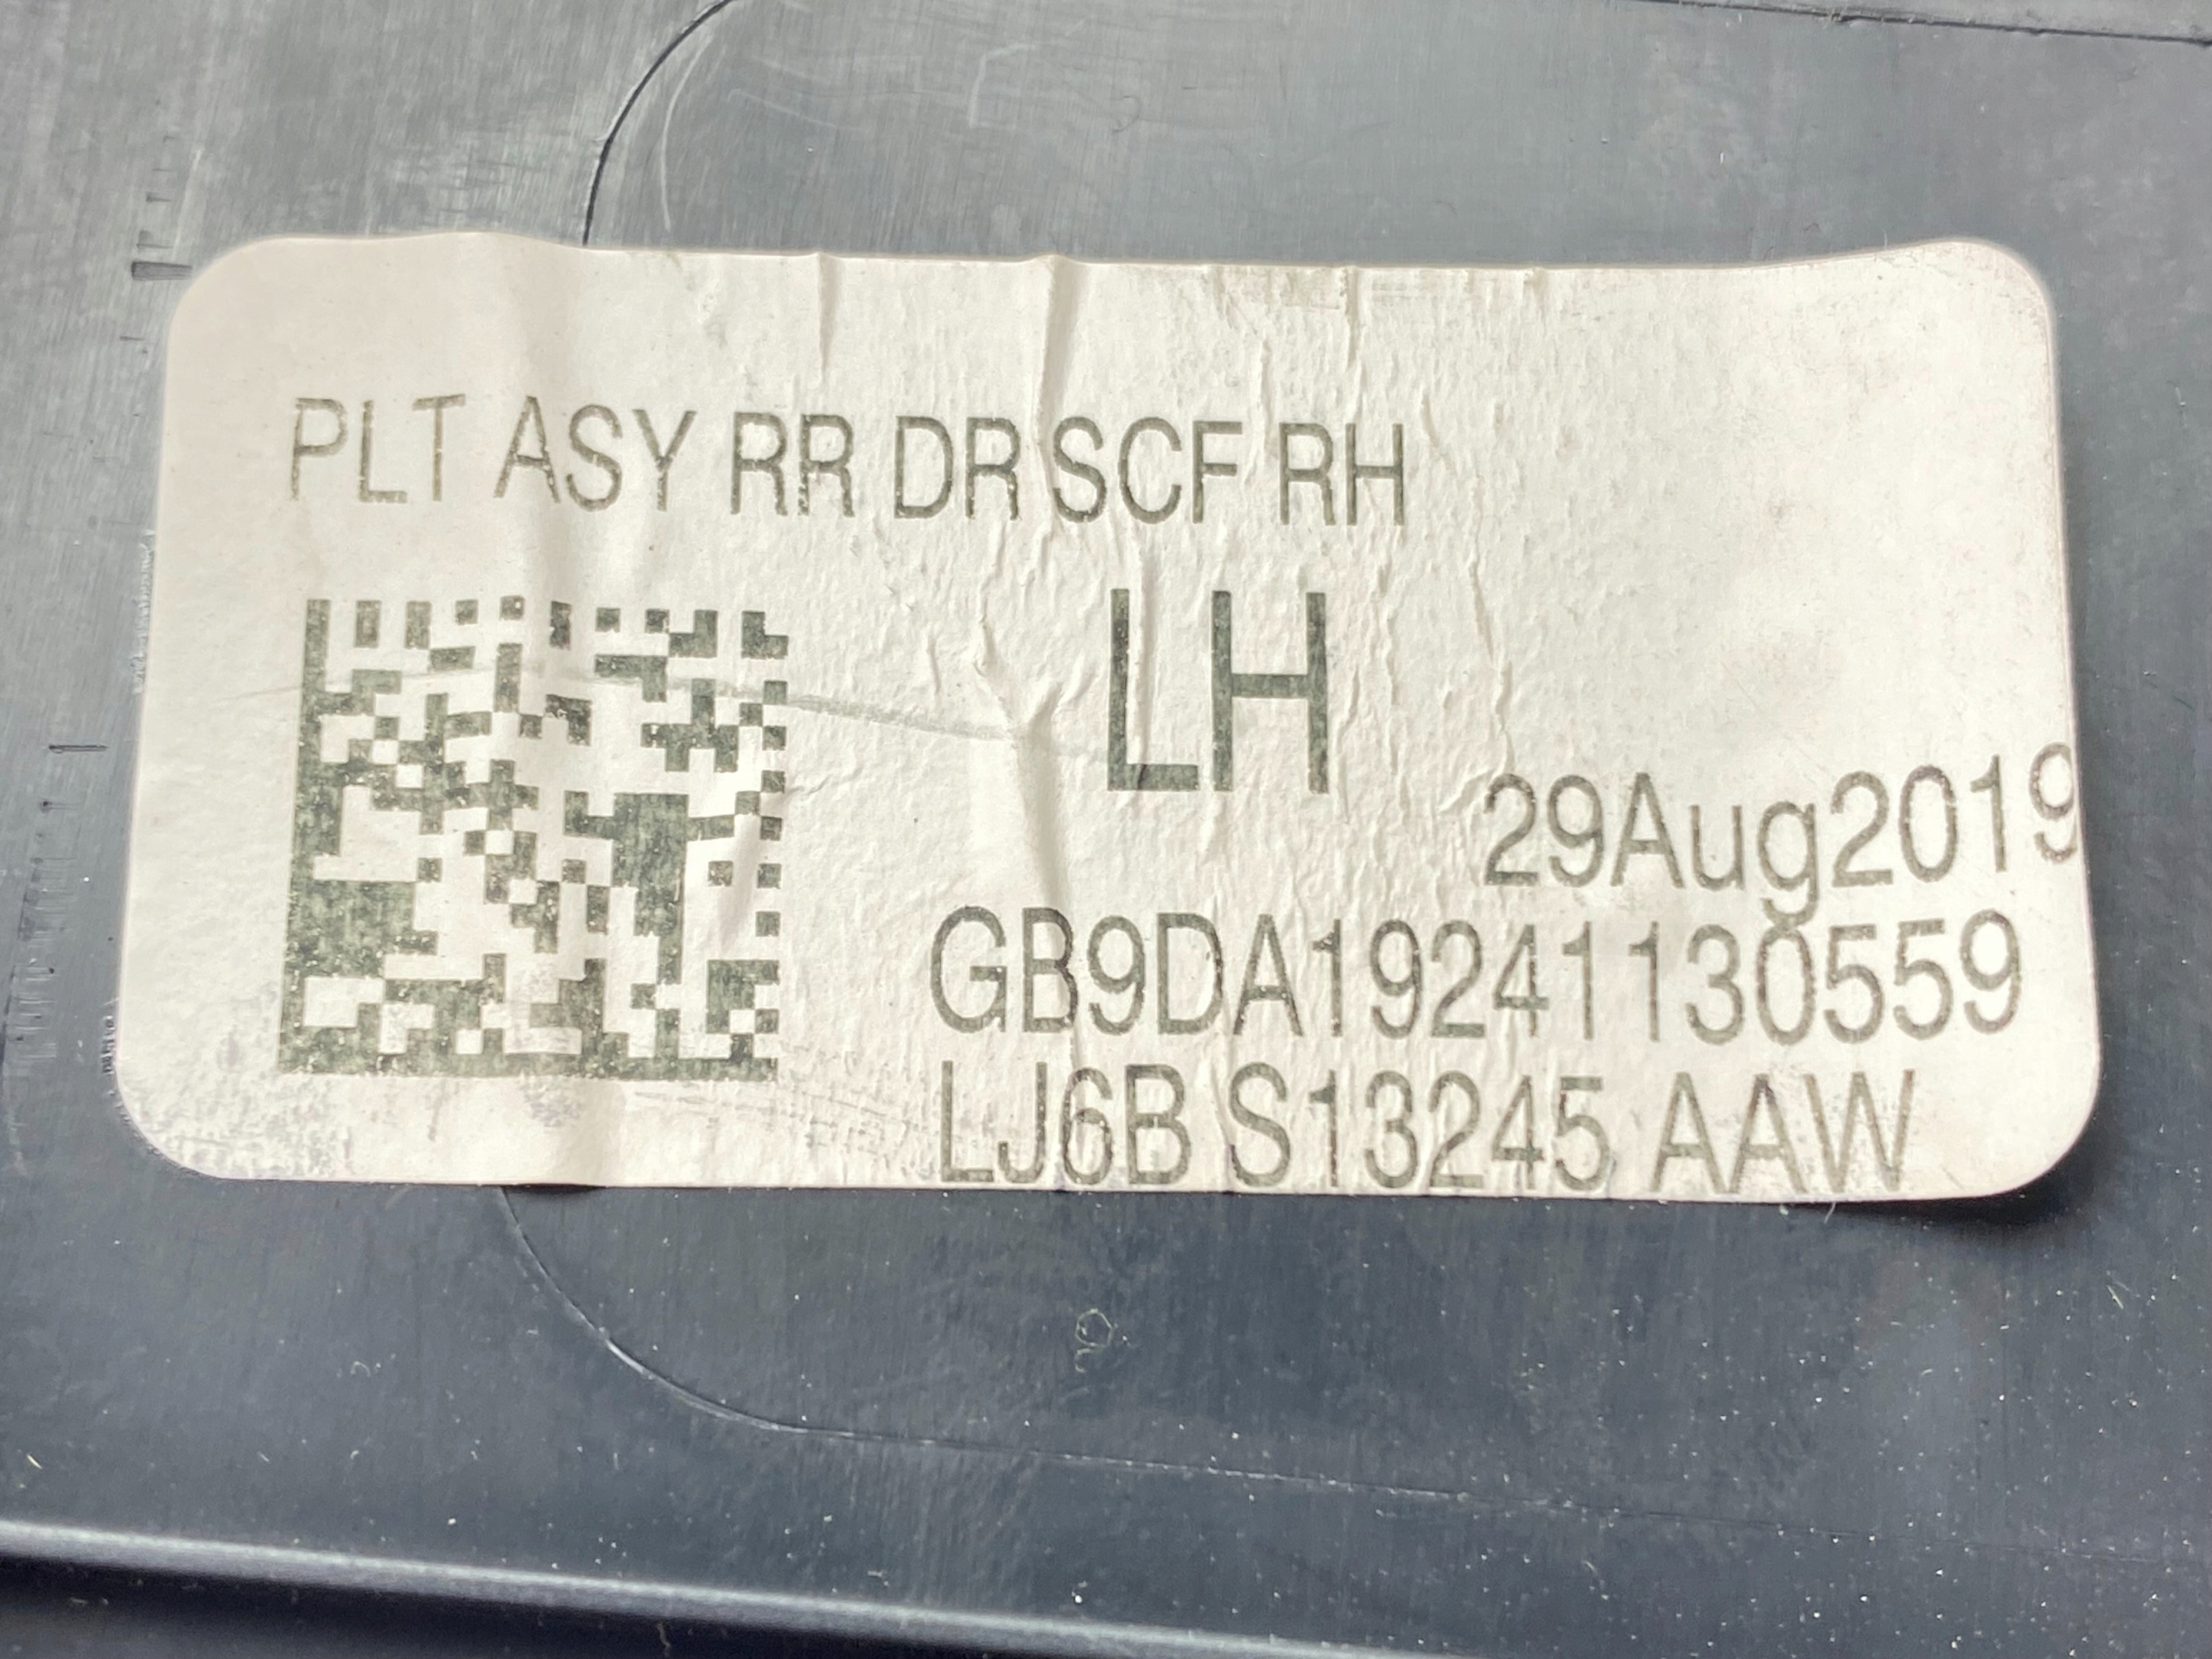 PLT ASY RR DR SCF RH
LH
29Aug2019
GB9DA19241130559
LJ6B S13245 AAW